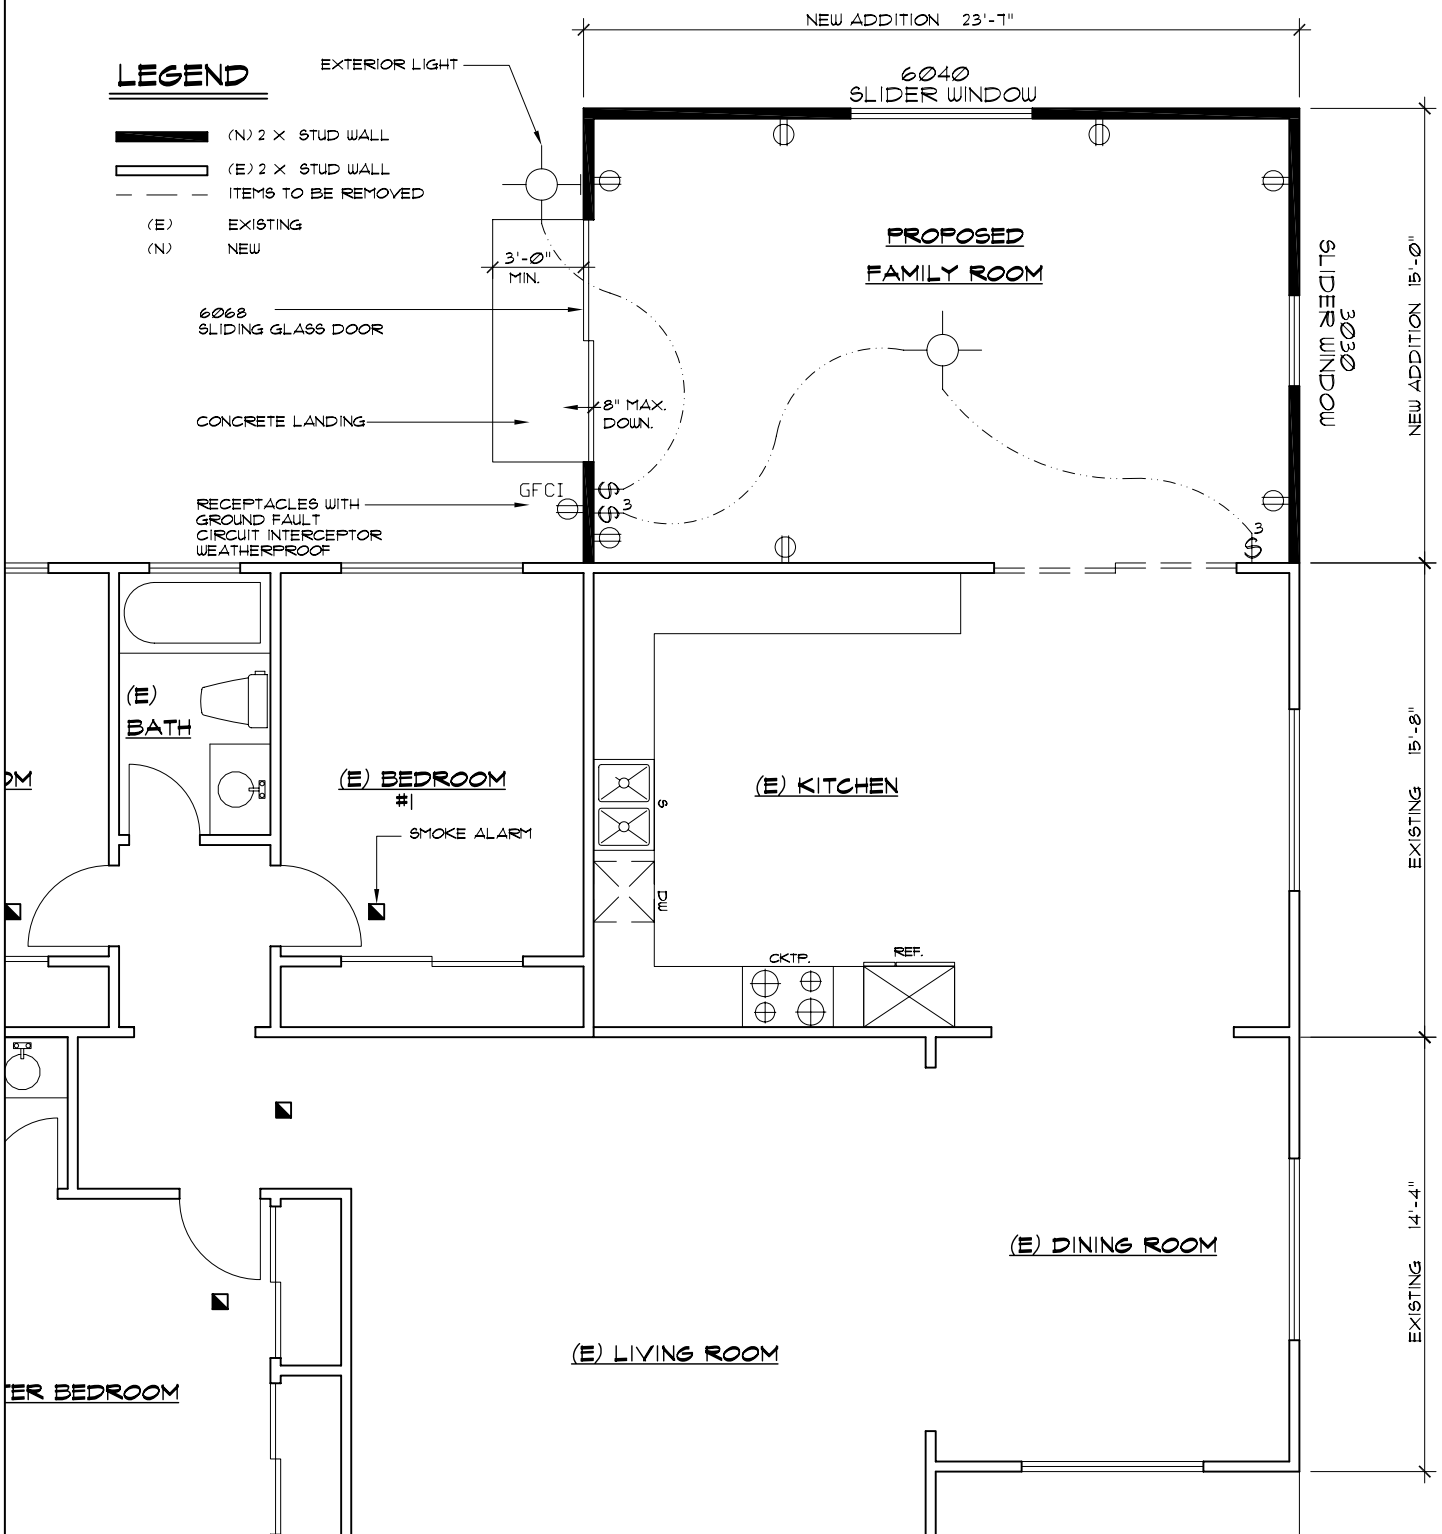 NEW ADDITION 23'-7"
LEGEND
EXTERIOR LIGHT
6040
SLIDER WINDOW
(N) 2 X STUD WALL
(E) 2 X STUD WALL
ITEMS TO BE REMOVED
(E) EXISTING
(N) NEW
PROPOSED
FAMILY ROOM
3'-0"
MIN.
6068
SLIDING GLASS DOOR
3030
SLIDER WINDOW
NEW ADDITION 15'-0"
8" MAX.
DOWN.
CONCRETE LANDING
GFCI
RECEPTACLES WITH
GROUND FAULT
CIRCUIT INTERCEPTOR
WEATHERPROOF
$
$ 3
3
$
(E)
BATH
OM
(E) BEDROOM
#1
SMOKE ALARM
(E) KITCHEN
S
DW
CKTP.
REF.
EXISTING 15'-8"
(E) DINING ROOM
EXISTING 14'-4"
(E) LIVING ROOM
TER BEDROOM